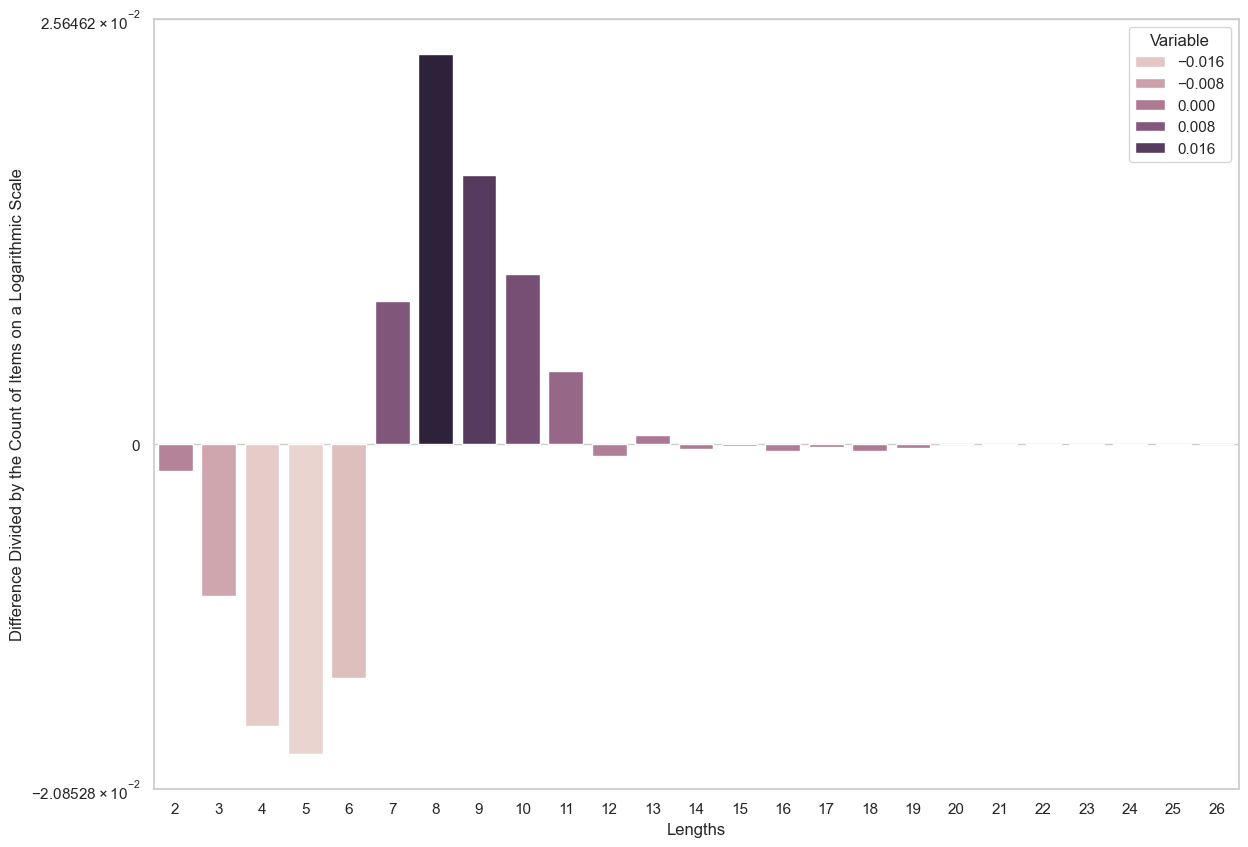 2.56462 × 10⁻²
Variable
−0.016
−0.008
0.000
0.008
0.016
Difference Divided by the Count of Items on a Logarithmic Scale
0
−2.08528 × 10⁻²
2 3 4 5 6 7 8 9 10 11 12 13 14 15 16 17 18 19 20 21 22 23 24 25 26
Lengths